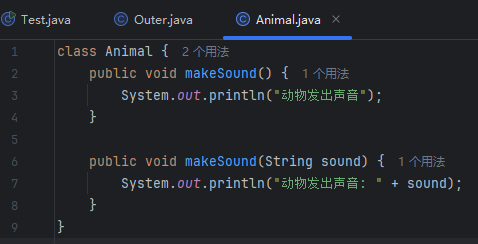 Test.java Outer.java Animal.java ×
1 class Animal { 2 个用法
2 public void makeSound() { 1 个用法
3 System.out.println("动物发出声音");
4 }
5
6 public void makeSound(String sound) { 1 个用法
7 System.out.println("动物发出声音: " + sound);
8 }
9 }